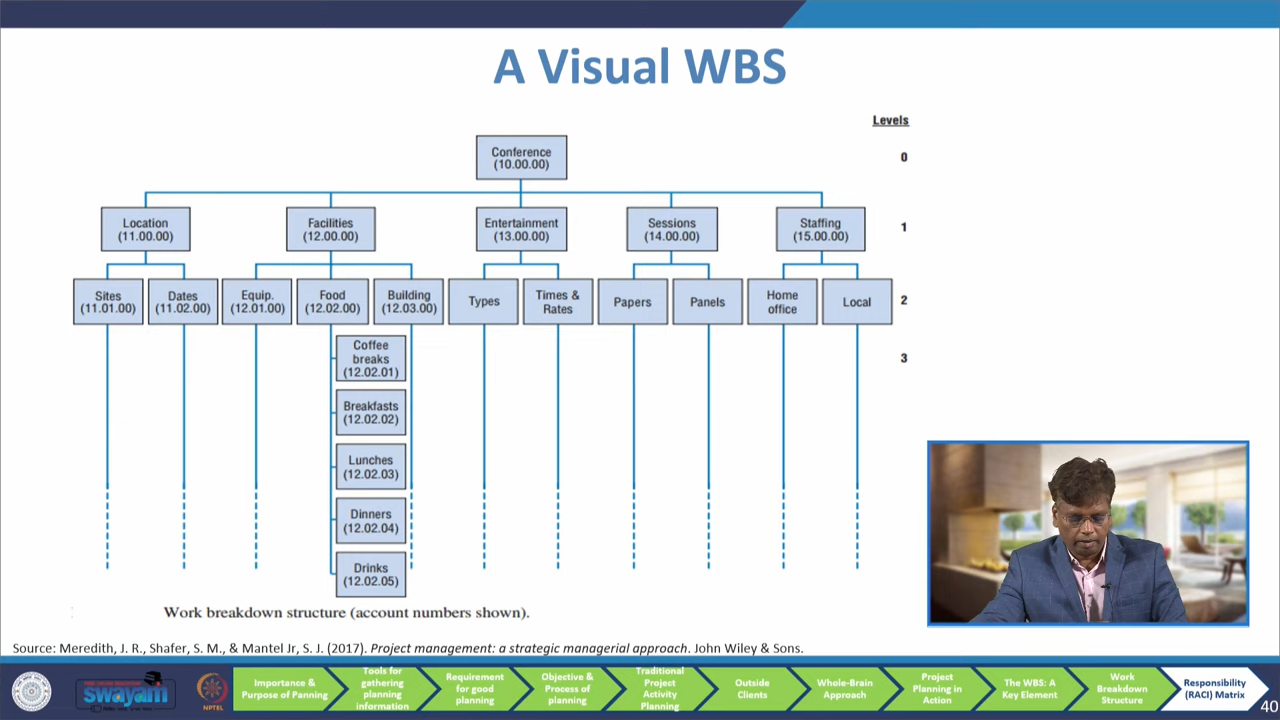 A Visual WBS
Levels
Conference
(10.00.00)
0
Location
(11.00.00)
Facilities
(12.00.00)
Entertainment
(13.00.00)
Sessions
(14.00.00)
Staffing
(15.00.00)
1
Sites
(11.01.00)
Dates
(11.02.00)
Equip.
(12.01.00)
Food
(12.02.00)
Building
(12.03.00)
Types
Times &
Rates
Papers
Panels
Home
office
Local
2
Coffee
breaks
(12.02.01)
3
Breakfasts
(12.02.02)
Lunches
(12.02.03)
Dinners
(12.02.04)
Drinks
(12.02.05)
Work breakdown structure (account numbers shown).
Source: Meredith, J. R., Shafer, S. M., & Mantel Jr, S. J. (2017). Project management: a strategic managerial approach. John Wiley & Sons.
swayam
NPTEL
Importance &
Purpose of Panning
Tools for
gathering
planning
information
Requirement
for good
planning
Objective &
Process of
planning
Traditional
Project
Activity
Planning
Outside
Clients
Whole-Brain
Approach
Project
Planning in
Action
The WBS: A
Key Element
Work
Breakdown
Structure
Responsibility
(RACI) Matrix
40